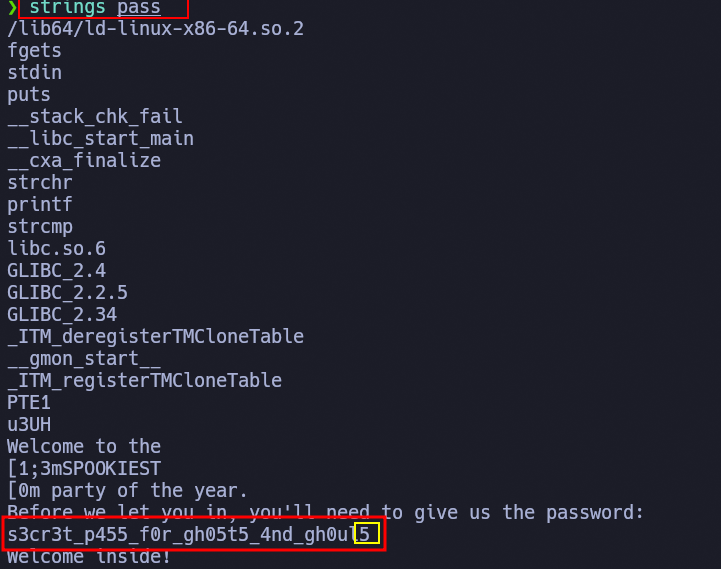 ❯ strings pass
/lib64/ld-linux-x86-64.so.2
fgets
stdin
puts
__stack_chk_fail
__libc_start_main
__cxa_finalize
strchr
printf
strcmp
libc.so.6
GLIBC_2.4
GLIBC_2.2.5
GLIBC_2.34
_ITM_deregisterTMCloneTable
__gmon_start__
_ITM_registerTMCloneTable
PTE1
u3UH
Welcome to the
[1;3mSPOOKIEST
[0m party of the year.
Before we let you in, you'll need to give us the password:
s3cr3t_p455_f0r_gh05t5_4nd_gh0ul5
Welcome inside!